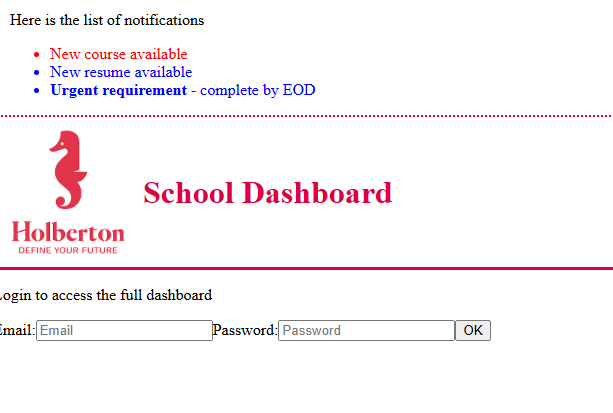 Here is the list of notifications
New course available
New resume available
Urgent requirement - complete by EOD
School Dashboard
Holberton
DEFINE YOUR FUTURE
Login to access the full dashboard
Email: Email Password: Password OK